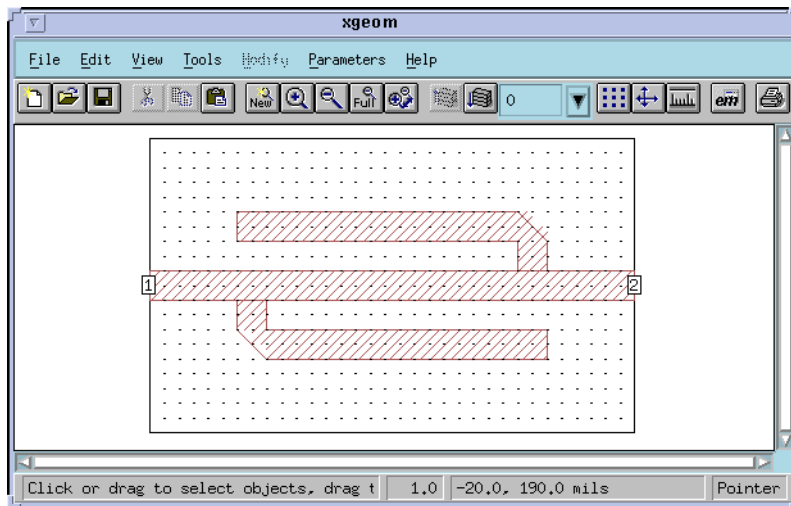 xgeom
File Edit View Tools Modify Parameters Help
New Full 0 em
1 2
Click or drag to select objects, drag t 1.0 -20.0, 190.0 mils Pointer